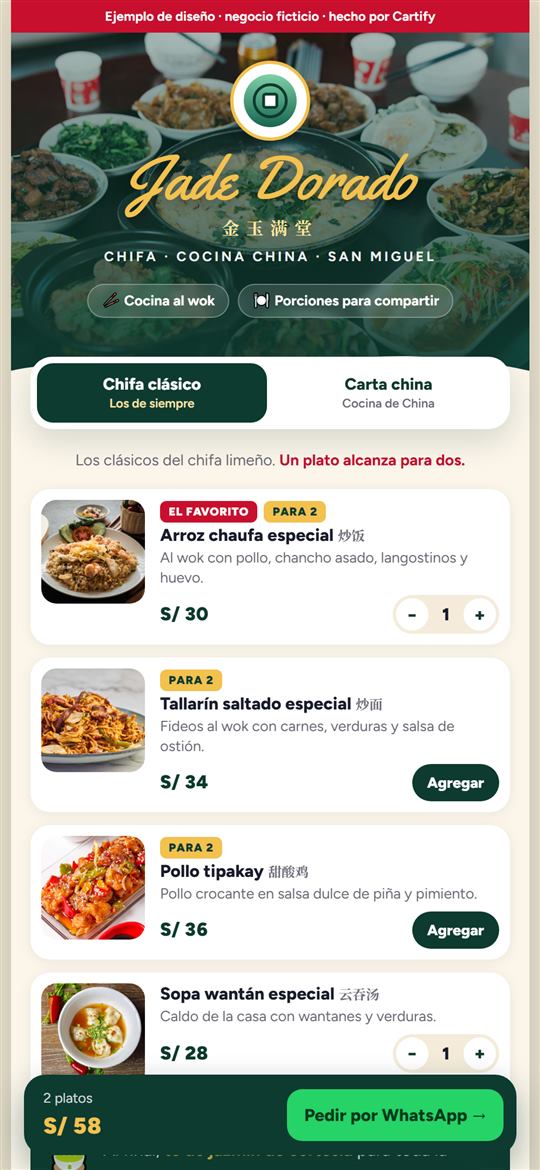 Ejemplo de diseño · negocio ficticio · hecho por Cartify
Jade Dorado
金玉满堂
CHIFA · COCINA CHINA · SAN MIGUEL
Cocina al wok
Porciones para compartir
Chifa clásico
Los de siempre
Carta china
Cocina de China
Los clásicos del chifa limeño. Un plato alcanza para dos.
EL FAVORITO
PARA 2
Arroz chaufa especial 炒饭
Al wok con pollo, chancho asado, langostinos y
huevo.
S/ 30
− 1 +
PARA 2
Tallarín saltado especial 炒面
Fideos al wok con carnes, verduras y salsa de
ostión.
S/ 34
Agregar
PARA 2
Pollo tipakay 甜酸鸡
Pollo crocante en salsa dulce de piña y pimiento.
S/ 36
Agregar
Sopa wantán especial 云吞汤
Caldo de la casa con wantanes y verduras.
S/ 28
− 1 +
2 platos
S/ 58
Pedir por WhatsApp →